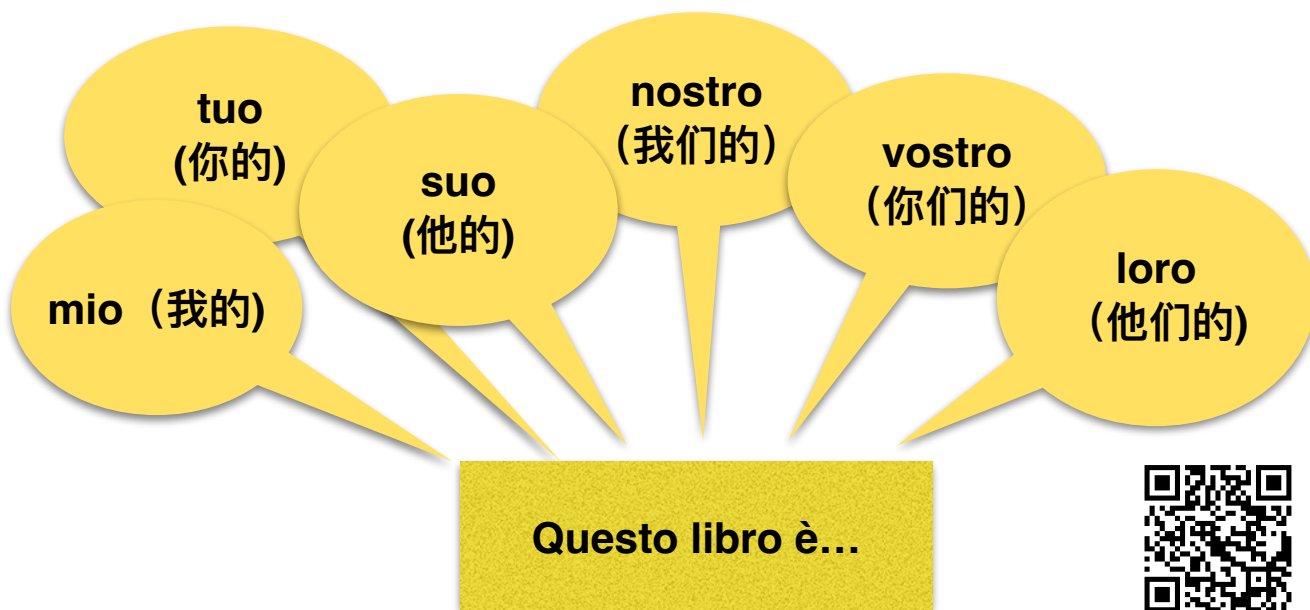 tuo
(你的)
nostro
（我们的）
suo
(他的)
vostro
（你们的）
mio（我的)
loro
（他们的)
Questo libro è…